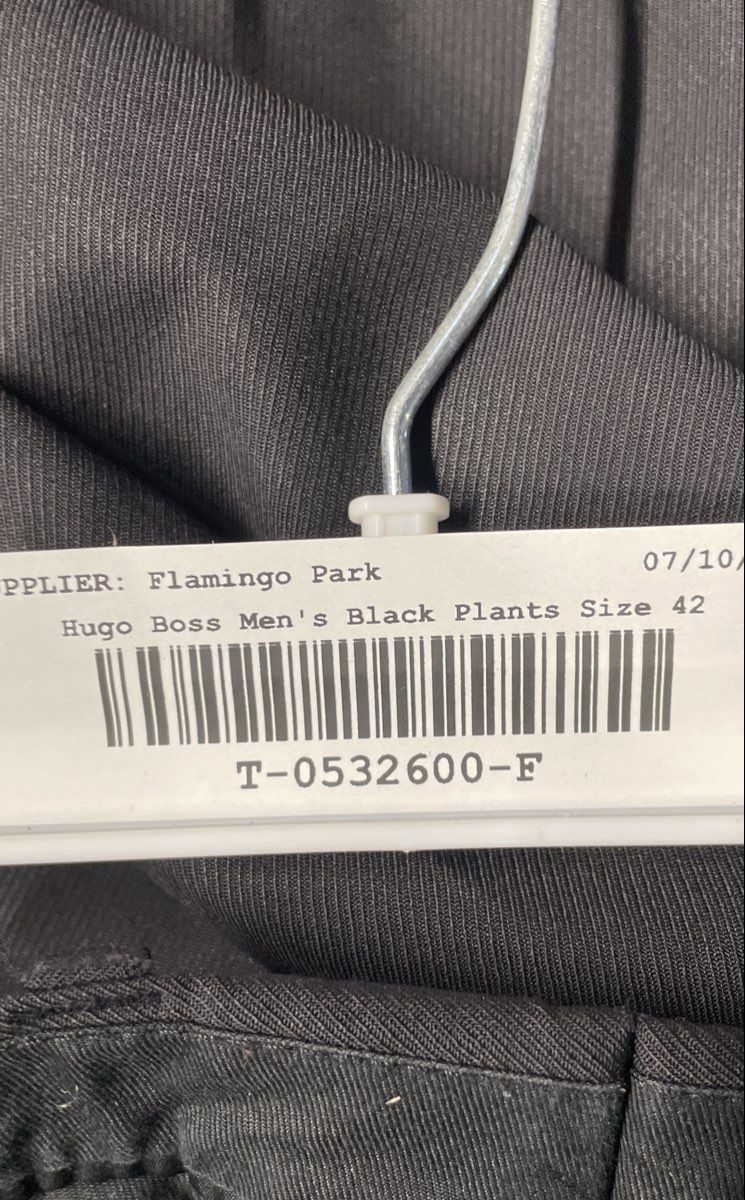 PPLIER: Flamingo Park 07/10/
Hugo Boss Men's Black Plants Size 42
T-0532600-F